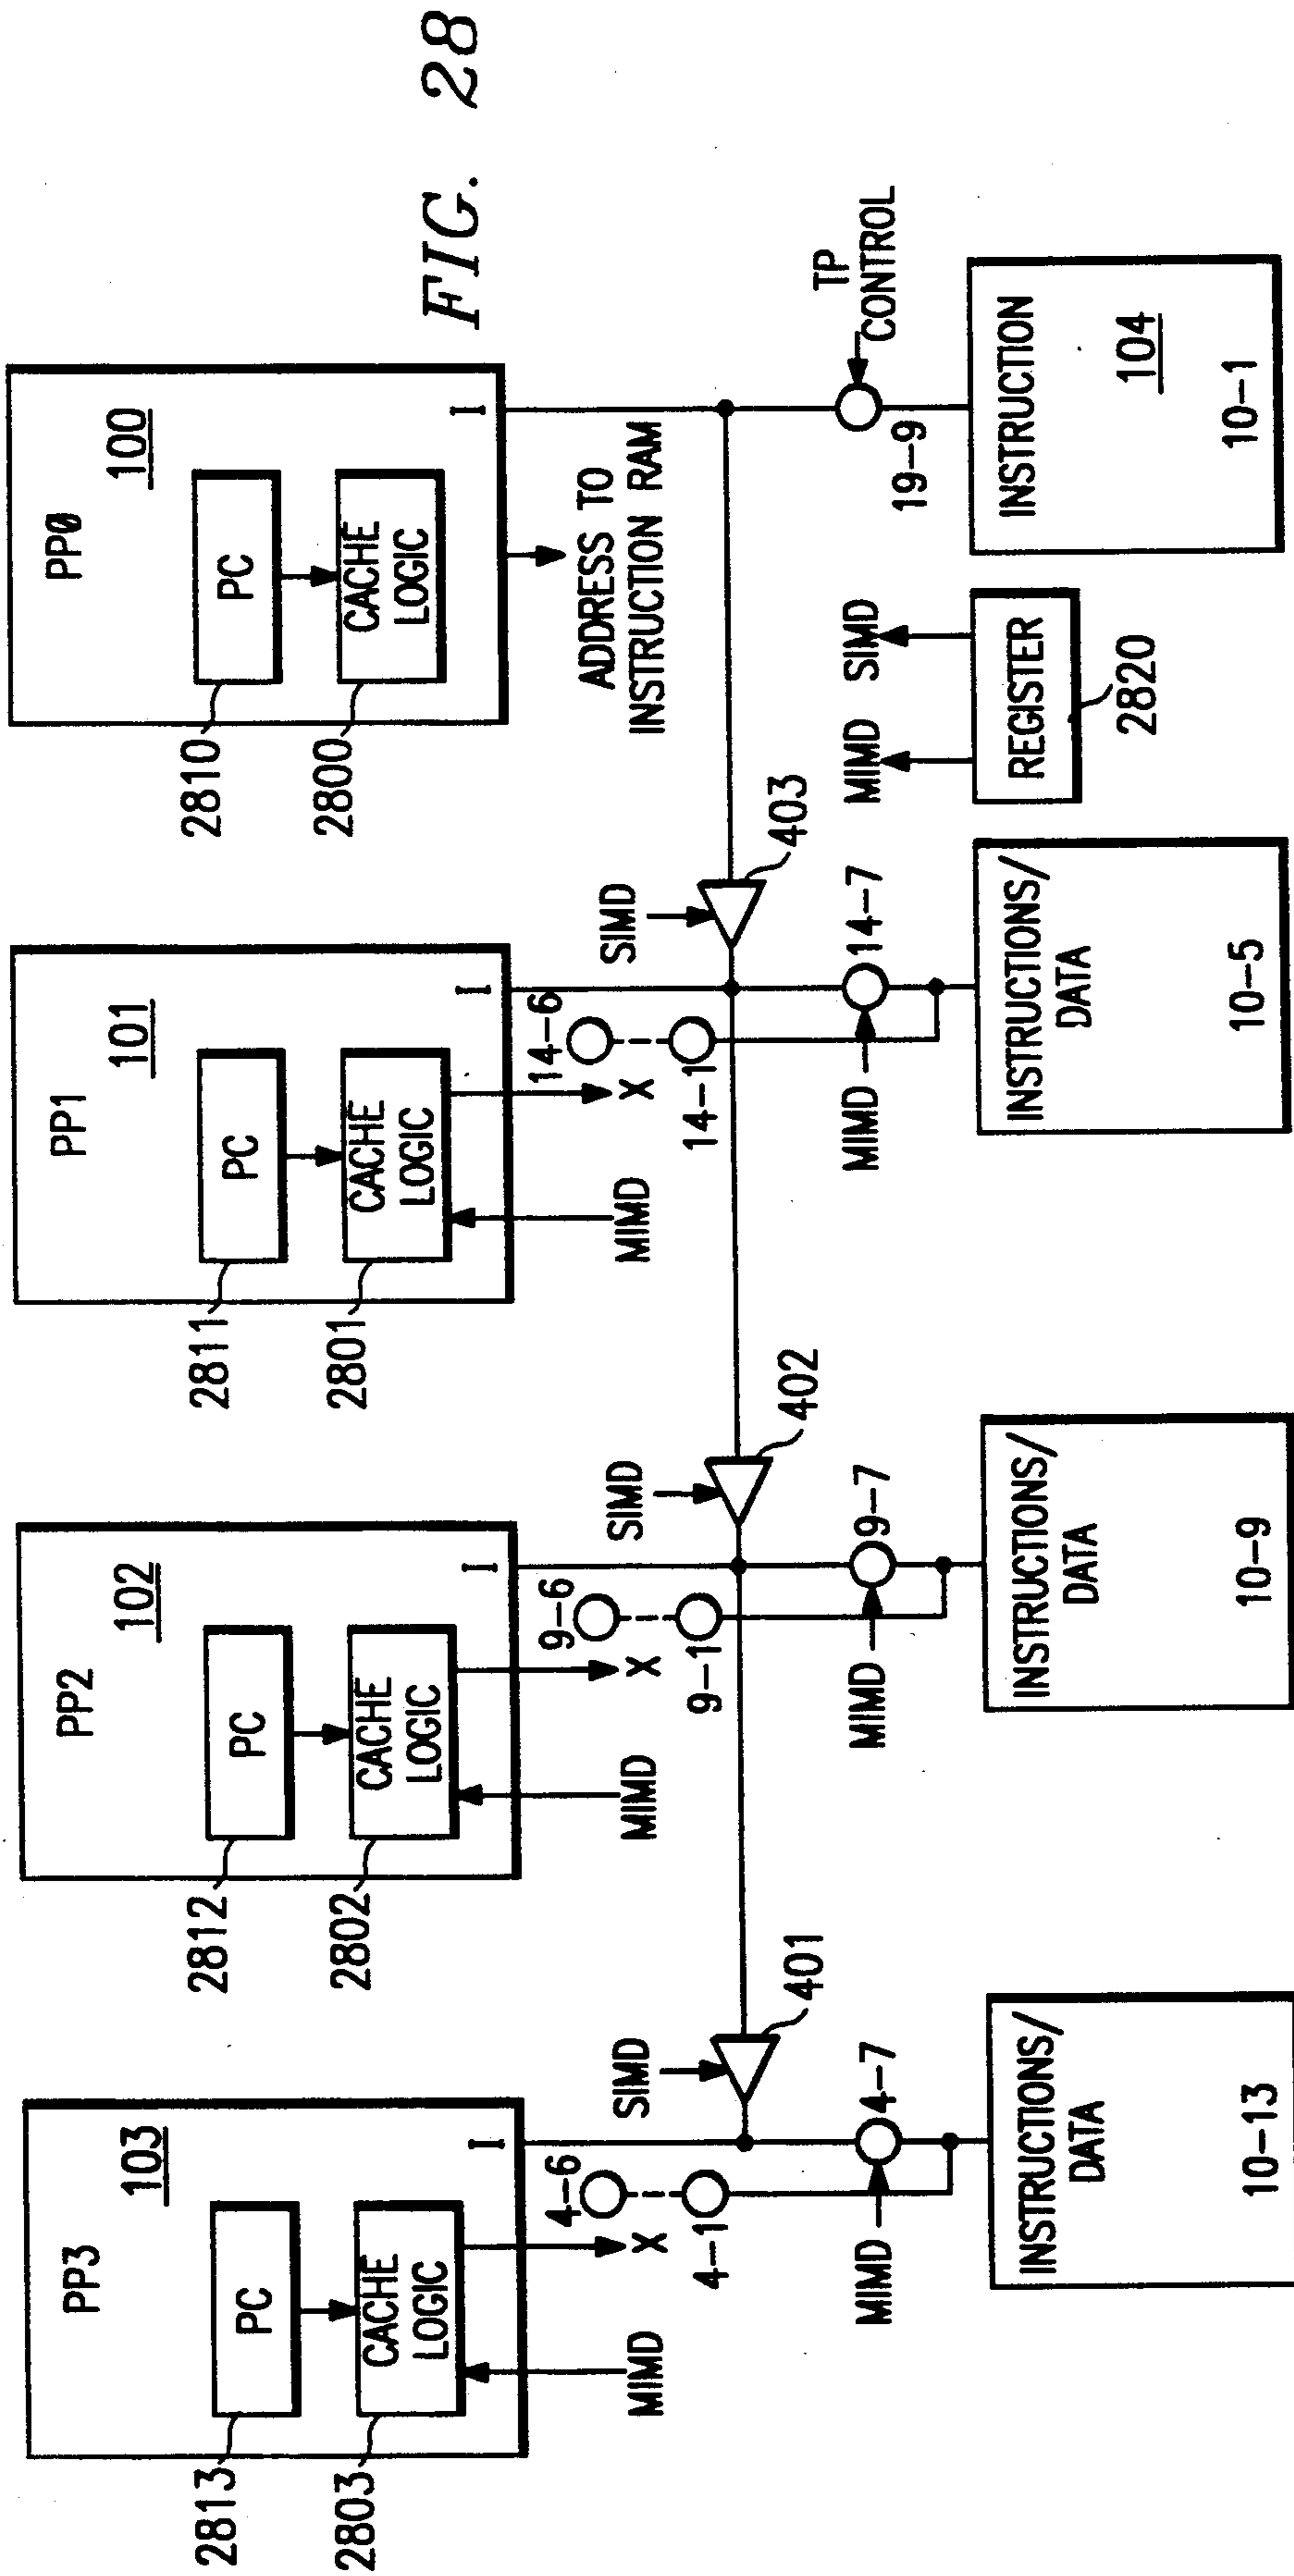 FIG. 28
PP3
103
PC
CACHE
LOGIC
I
2813
2803
MIMD
X
4-6
4-1
SIMD
401
MIMD
4-7
INSTRUCTIONS/
DATA
10-13
PP2
102
PC
CACHE
LOGIC
I
2812
2802
MIMD
X
9-6
9-1
SIMD
402
MIMD
9-7
INSTRUCTIONS/
DATA
10-9
PP1
101
PC
CACHE
LOGIC
I
2811
2801
MIMD
X
14-6
14-1
SIMD
403
MIMD
14-7
INSTRUCTIONS/
DATA
10-5
PPØ
100
PC
CACHE
LOGIC
I
2810
2800
ADDRESS TO
INSTRUCTION RAM
MIMD
SIMD
REGISTER
2820
TP
CONTROL
19-9
INSTRUCTION
104
10-1